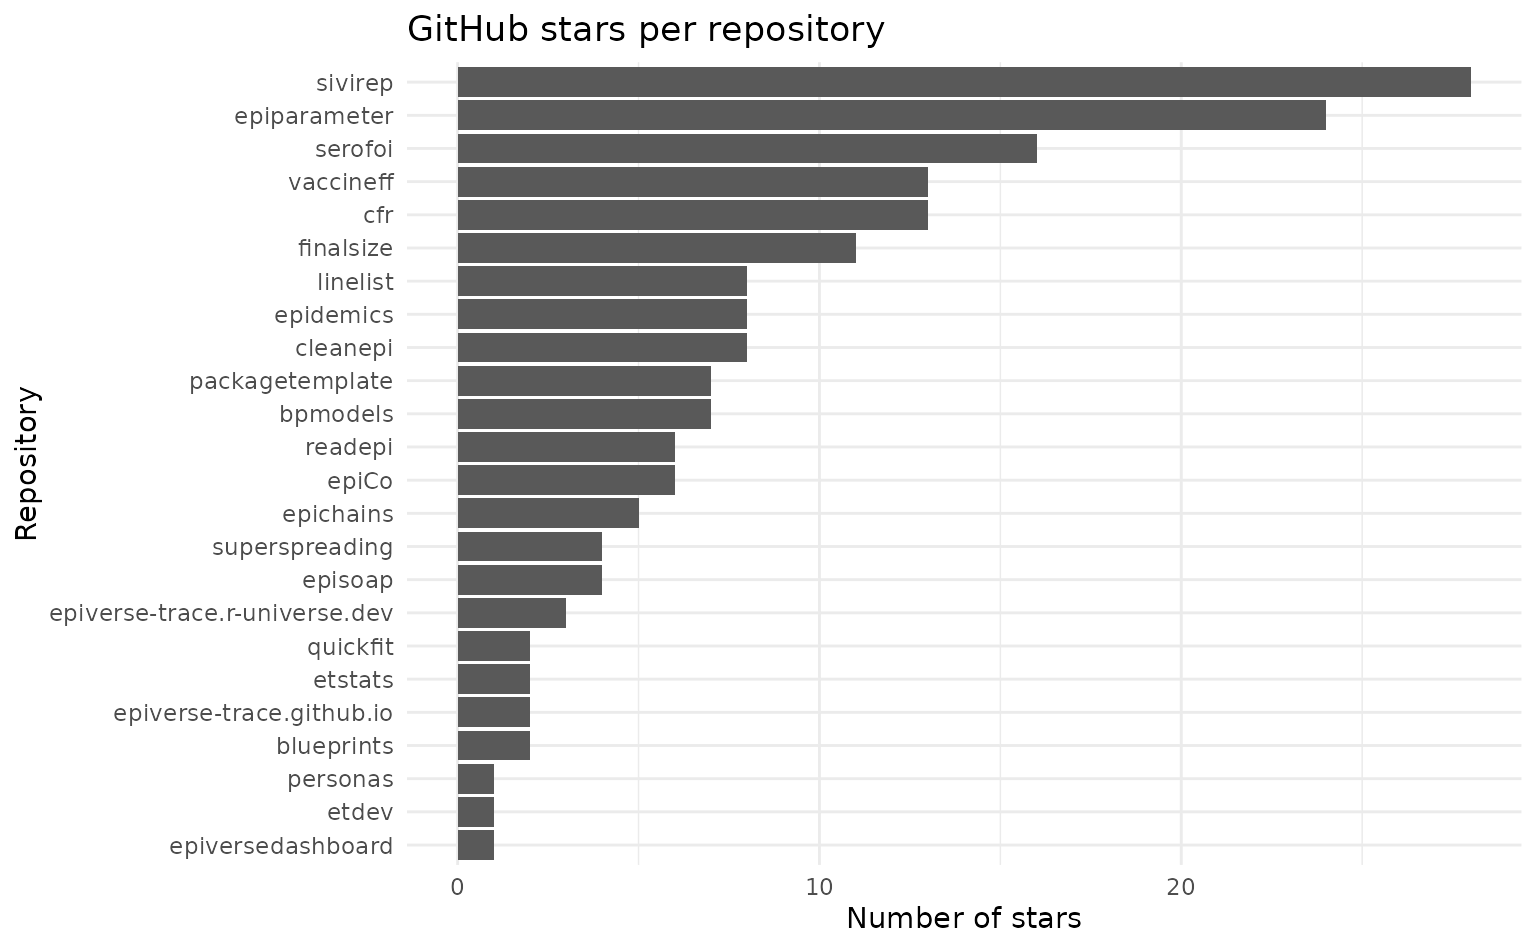 GitHub stars per repository
sivirep
epiparameter
serofoi
vaccineff
cfr
finalsize
linelist
epidemics
cleanepi
packagetemplate
bpmodels
readepi
epiCo
epichains
superspreading
episoap
epiverse-trace.r-universe.dev
quickfit
etstats
epiverse-trace.github.io
blueprints
personas
etdev
epiversedashboard
Repository
0 10 20
Number of stars